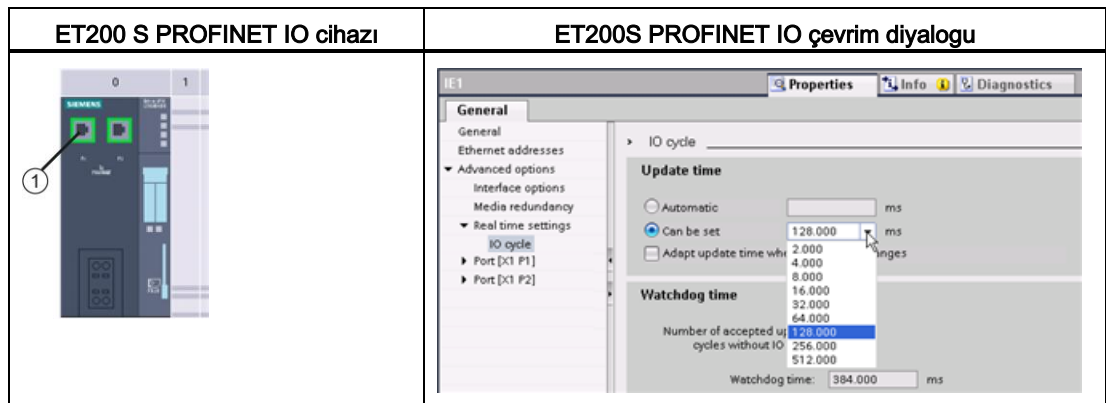 ET200 S PROFINET IO cihazı
ET200S PROFINET IO çevrim diyalogu
0 1
SIEMENS
1
IE1
Properties
Info
Diagnostics
General
General
Ethernet addresses
Advanced options
Interface options
Media redundancy
Real time settings
IO cycle
Port [X1 P1]
Port [X1 P2]
IO cycle
Update time
Automatic
ms
Can be set 128.000 ms
Adapt update time whe nges
2.000
4.000
8.000
16.000
32.000
64.000
128.000
256.000
512.000
Watchdog time
Number of accepted up
cycles without IO
Watchdog time: 384.000 ms